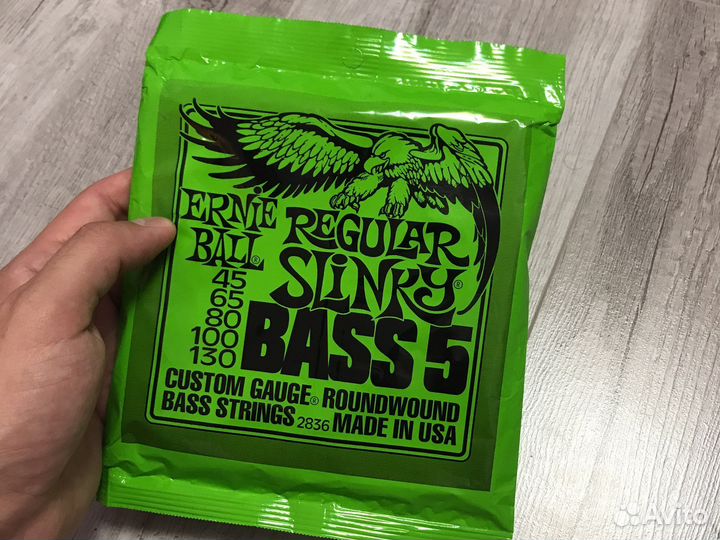 ERNIE
BALL®
REGULAR
SLINKY®
45
65
80
100
130
BASS 5
CUSTOM GAUGE® ROUNDWOUND
BASS STRINGS 2836 MADE IN USA
Avito